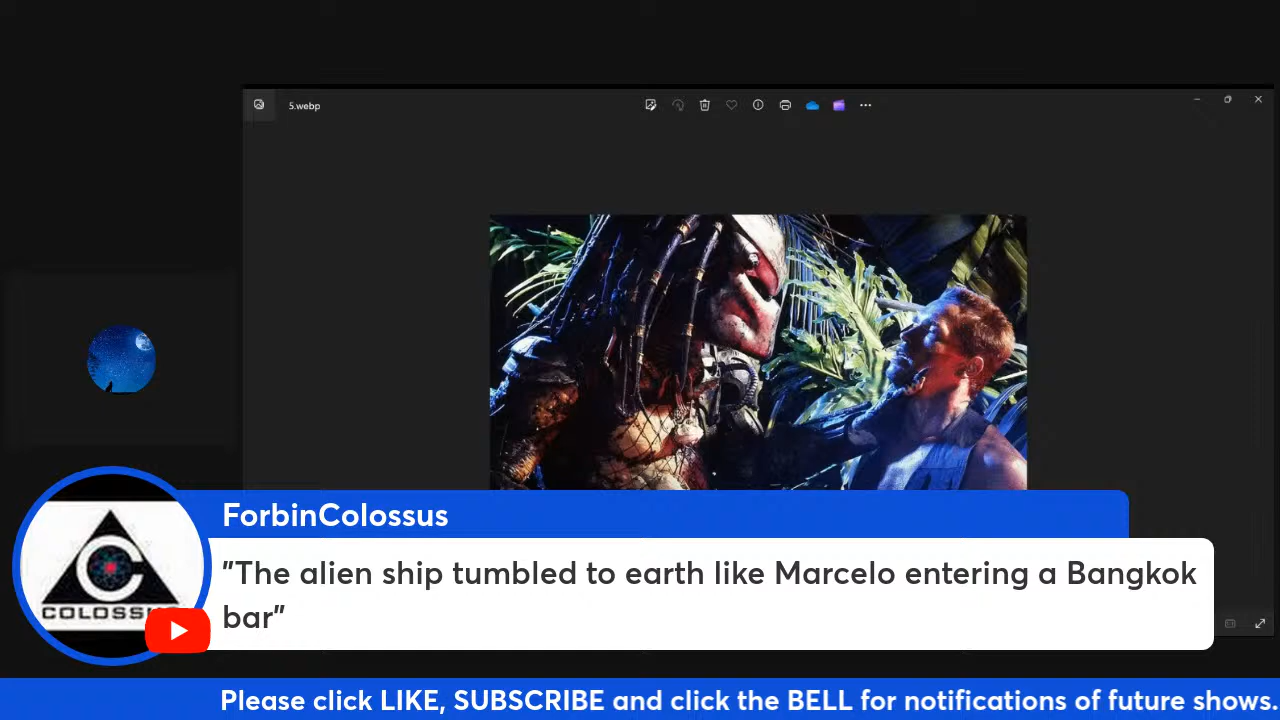 5.webp
ForbinColossus
"The alien ship tumbled to earth like Marcelo entering a Bangkok
bar"
C
COLOSSUS
Please click LIKE, SUBSCRIBE and click the BELL for notifications of future shows.